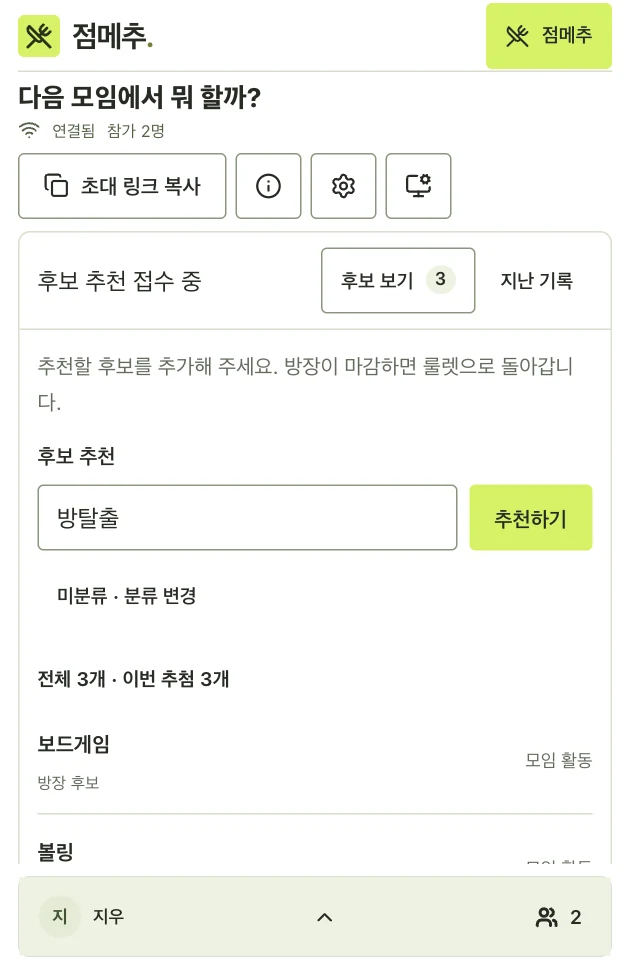 점메추.
점메추
다음 모임에서 뭐 할까?
연결됨 참가 2명
초대 링크 복사
후보 추천 접수 중
후보 보기 3
지난 기록
추천할 후보를 추가해 주세요. 방장이 마감하면 룰렛으로 돌아갑니
다.
후보 추천
방탈출
추천하기
미분류 · 분류 변경
전체 3개 · 이번 추첨 3개
보드게임
모임 활동
방장 후보
볼링
지 지우
2